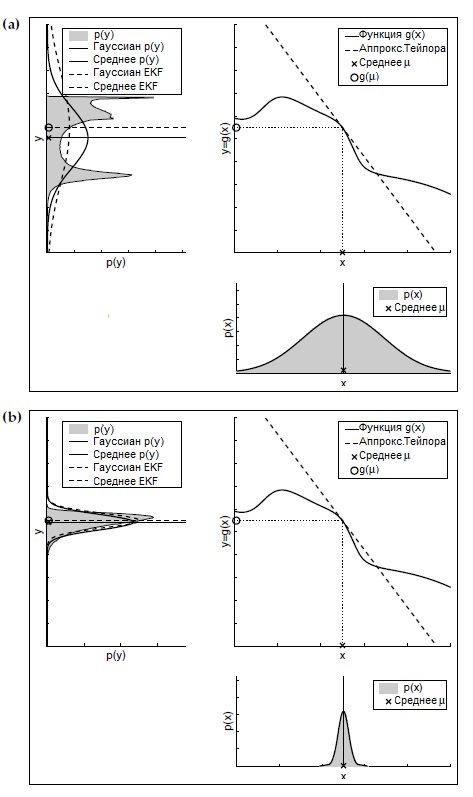 (a)
p(y)
Гауссиан p(y)
Среднее p(y)
Гауссиан EKF
Среднее EKF
y
p(y)
Функция g(x)
Аппрокс.Тейлора
Среднее μ
g(μ)
y=g(x)
x
p(x)
Среднее μ
p(x)
x
(b)
p(y)
Гауссиан p(y)
Среднее p(y)
Гауссиан EKF
Среднее EKF
y
p(y)
Функция g(x)
Аппрокс.Тейлора
Среднее μ
g(μ)
y=g(x)
x
p(x)
Среднее μ
p(x)
x